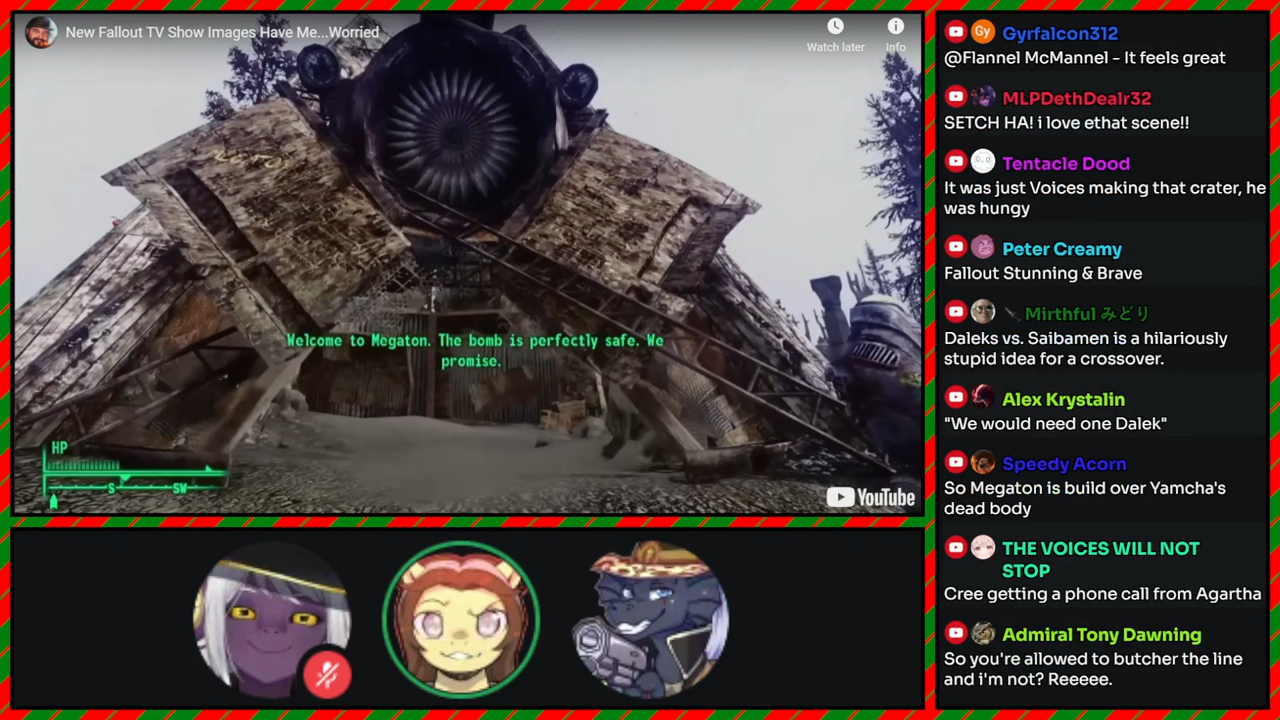 New Fallout TV Show Images Have Me...Worried
Watch later
Info
Welcome to Megaton. The bomb is perfectly safe. We
promise.
HP
S
SW
YouTube
Gy
Gyrfalcon312
@Flannel McMannel - It feels great
MLPDethDealr32
SETCH HA! i love ethat scene!!
Tentacle Dood
It was just Voices making that crater, he
was hungy
Peter Creamy
Fallout Stunning & Brave
Mirthful みどり
Daleks vs. Saibamen is a hilariously
stupid idea for a crossover.
Alex Krystalin
"We would need one Dalek"
Speedy Acorn
So Megaton is build over Yamcha's
dead body
THE VOICES WILL NOT
STOP
Cree getting a phone call from Agartha
Admiral Tony Dawning
So you're allowed to butcher the line
and i'm not? Reeeee.